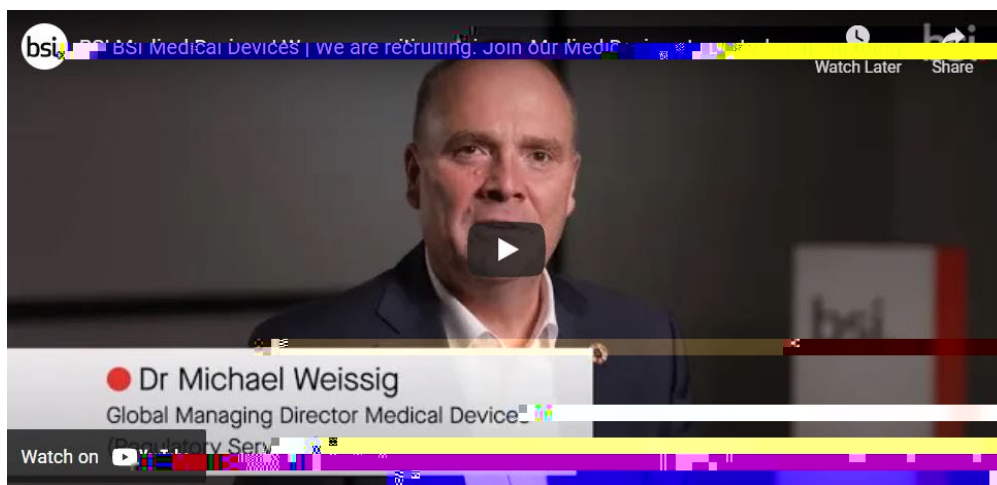 bsi.
BSI Medical Devices | We are recruiting. Join our
Watch Later
Share
bsi
Dr Michael Weissig
Global Managing Director Medical Devices
(Regulatory
Watch on